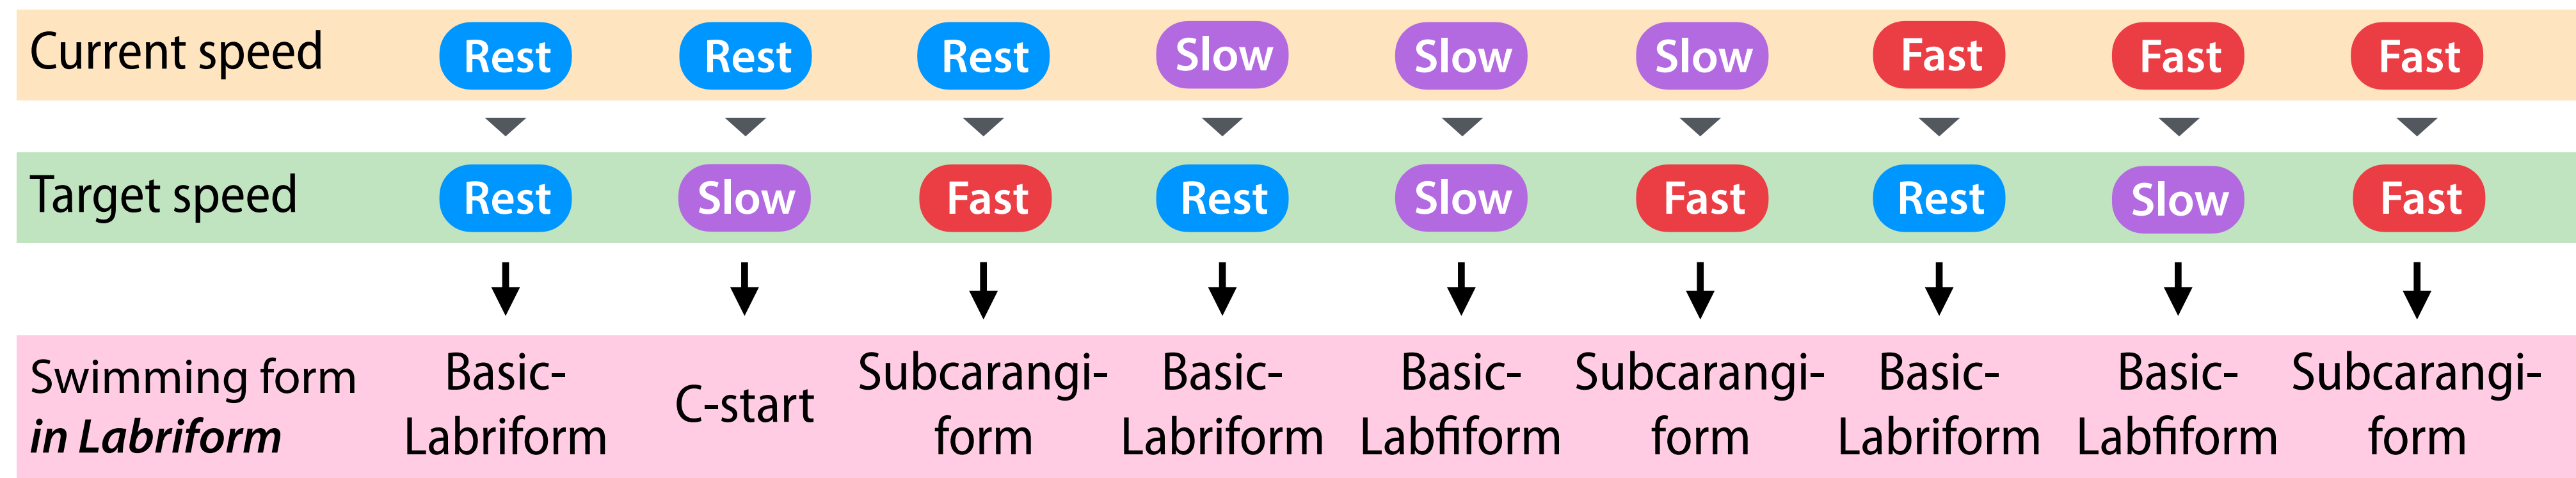 Current speed Rest Rest Rest Slow Slow Slow Fast Fast Fast
Target speed Rest Slow Fast Rest Slow Fast Rest Slow Fast
Swimming form Basic- C-start Subcarangi- Basic- Basic- Subcarangi- Basic- Basic- Subcarangi-
in Labriform Labriform form Labriform Labfiform form Labriform Labfiform form